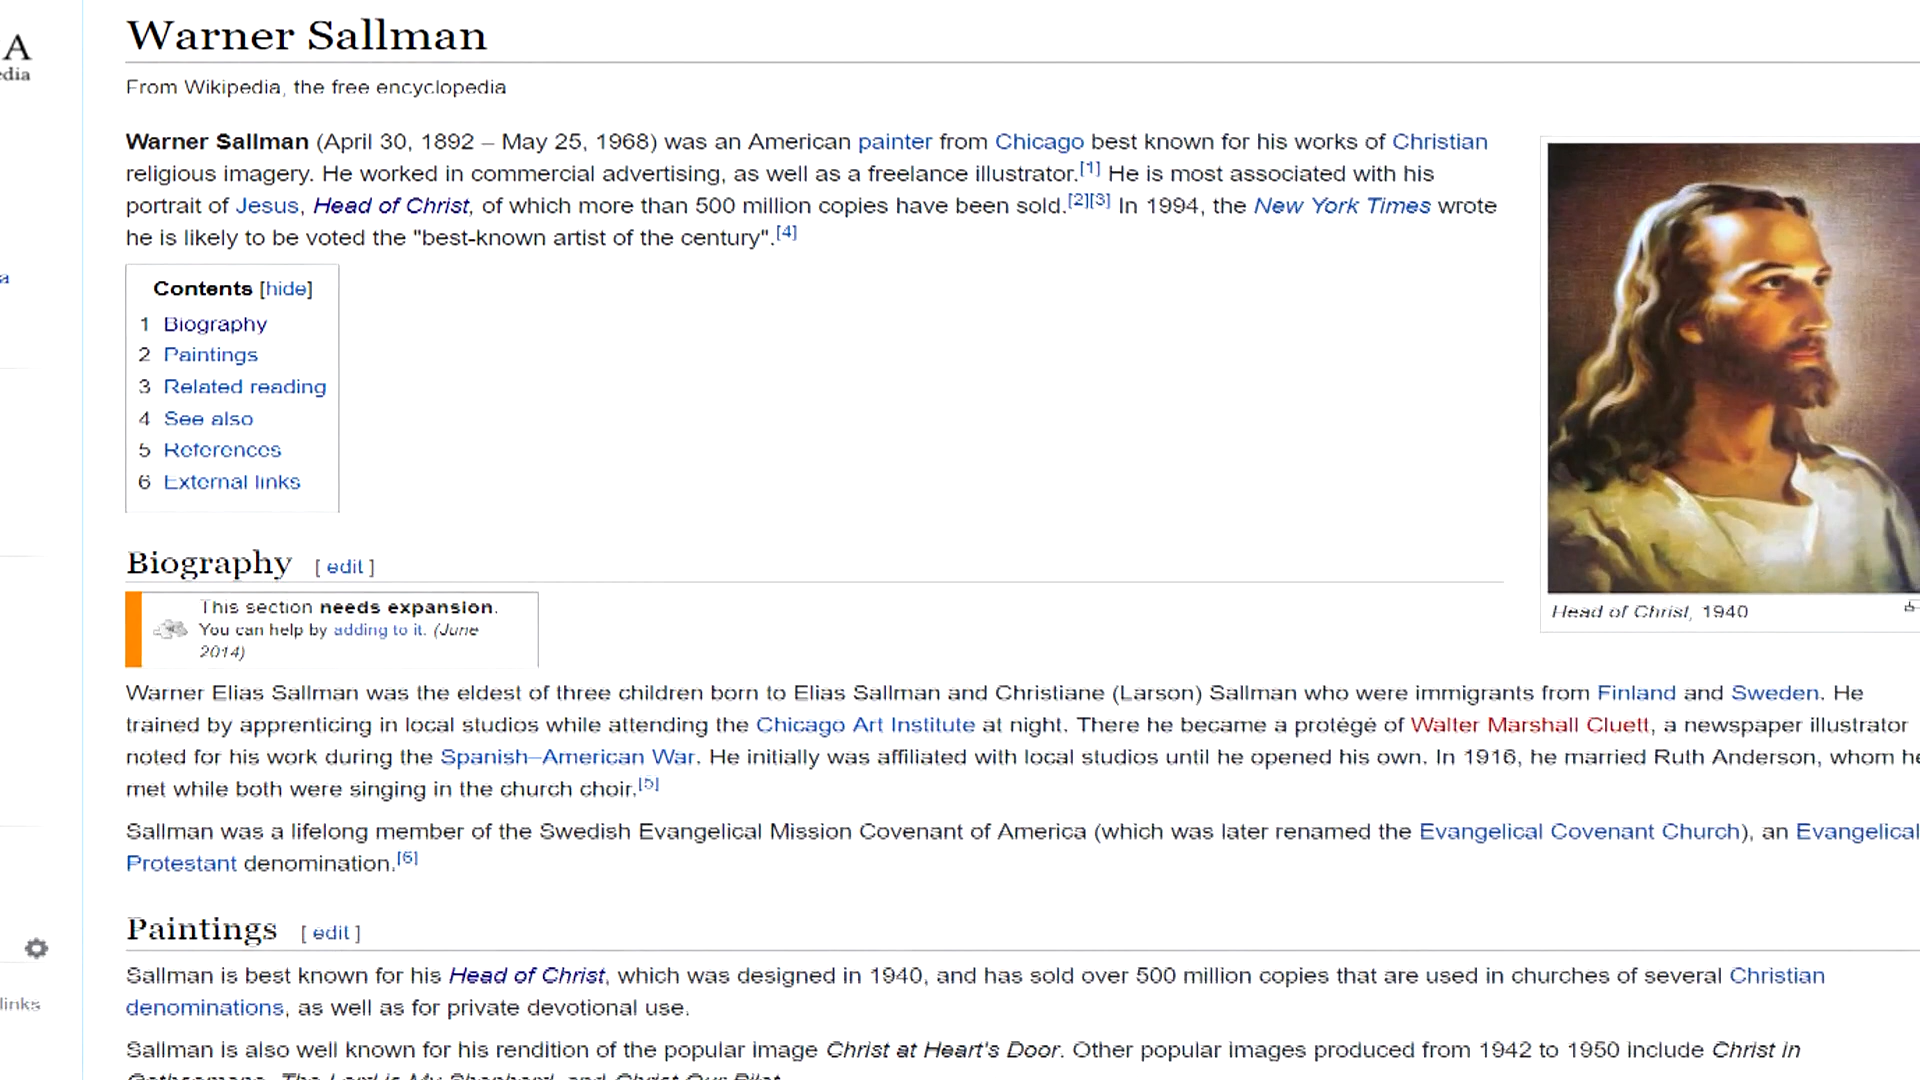 A
edia
a
links
Warner Sallman
From Wikipedia, the free encyclopedia
Warner Sallman (April 30, 1892 – May 25, 1968) was an American painter from Chicago best known for his works of Christian
religious imagery. He worked in commercial advertising, as well as a freelance illustrator.[1] He is most associated with his
portrait of Jesus, Head of Christ, of which more than 500 million copies have been sold.[2][3] In 1994, the New York Times wrote
he is likely to be voted the "best-known artist of the century".[4]
Head of Christ, 1940
Contents [hide]
1 Biography
2 Paintings
3 Related reading
4 See also
5 References
6 External links
Biography [ edit ]
This section needs expansion.
You can help by adding to it. (June
2014)
Warner Elias Sallman was the eldest of three children born to Elias Sallman and Christiane (Larson) Sallman who were immigrants from Finland and Sweden. He
trained by apprenticing in local studios while attending the Chicago Art Institute at night. There he became a protégé of Walter Marshall Cluett, a newspaper illustrator
noted for his work during the Spanish–American War. He initially was affiliated with local studios until he opened his own. In 1916, he married Ruth Anderson, whom he
met while both were singing in the church choir.[5]
Sallman was a lifelong member of the Swedish Evangelical Mission Covenant of America (which was later renamed the Evangelical Covenant Church), an Evangelical
Protestant denomination.[6]
Paintings [ edit ]
Sallman is best known for his Head of Christ, which was designed in 1940, and has sold over 500 million copies that are used in churches of several Christian
denominations, as well as for private devotional use.
Sallman is also well known for his rendition of the popular image Christ at Heart's Door. Other popular images produced from 1942 to 1950 include Christ in
Gethsemane, The Lord is My Shepherd, and Christ Our Pilot.